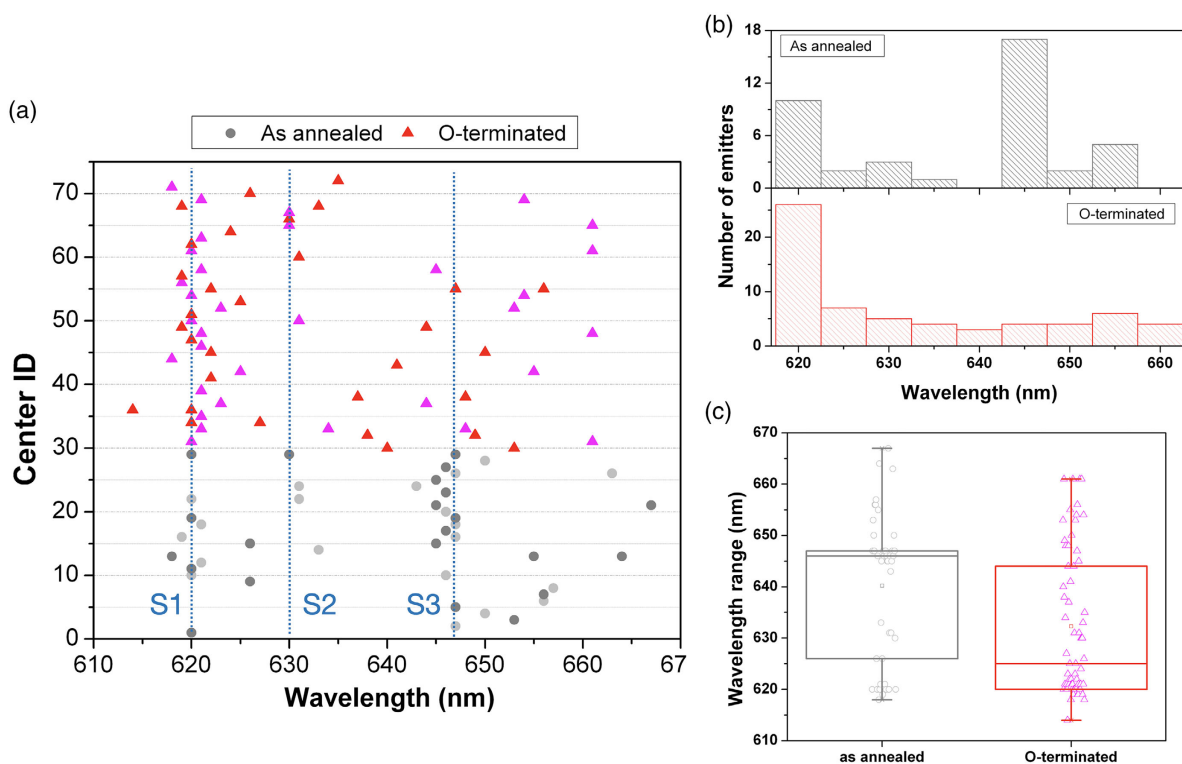 (a)
As annealed
O-terminated
Center ID
70
60
50
40
30
20
10
0
S1
S2
S3
610
620
630
640
650
660
67
Wavelength (nm)
(b)
Number of emitters
18
12
6
0
As annealed
20
10
0
O-terminated
620
630
640
650
660
Wavelength (nm)
(c)
Wavelength range (nm)
670
660
650
640
630
620
610
as annealed
O-terminated